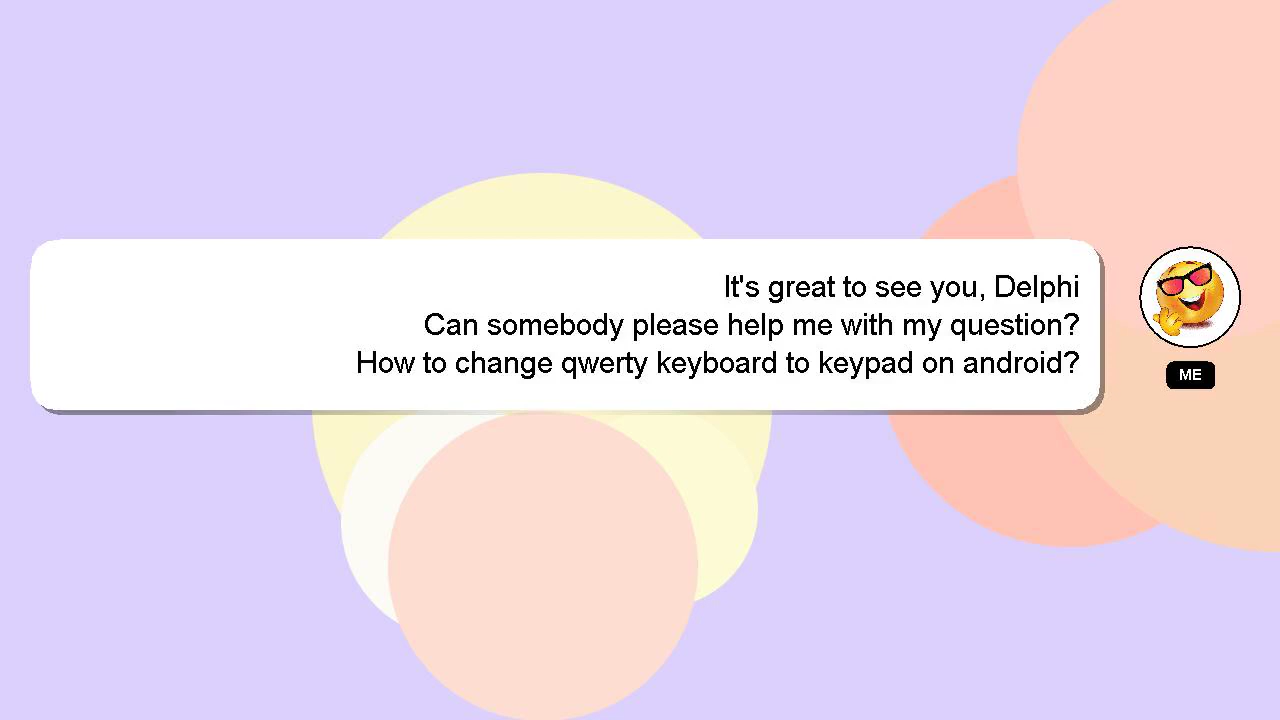 It's great to see you, Delphi
Can somebody please help me with my question?
How to change qwerty keyboard to keypad on android?
ME